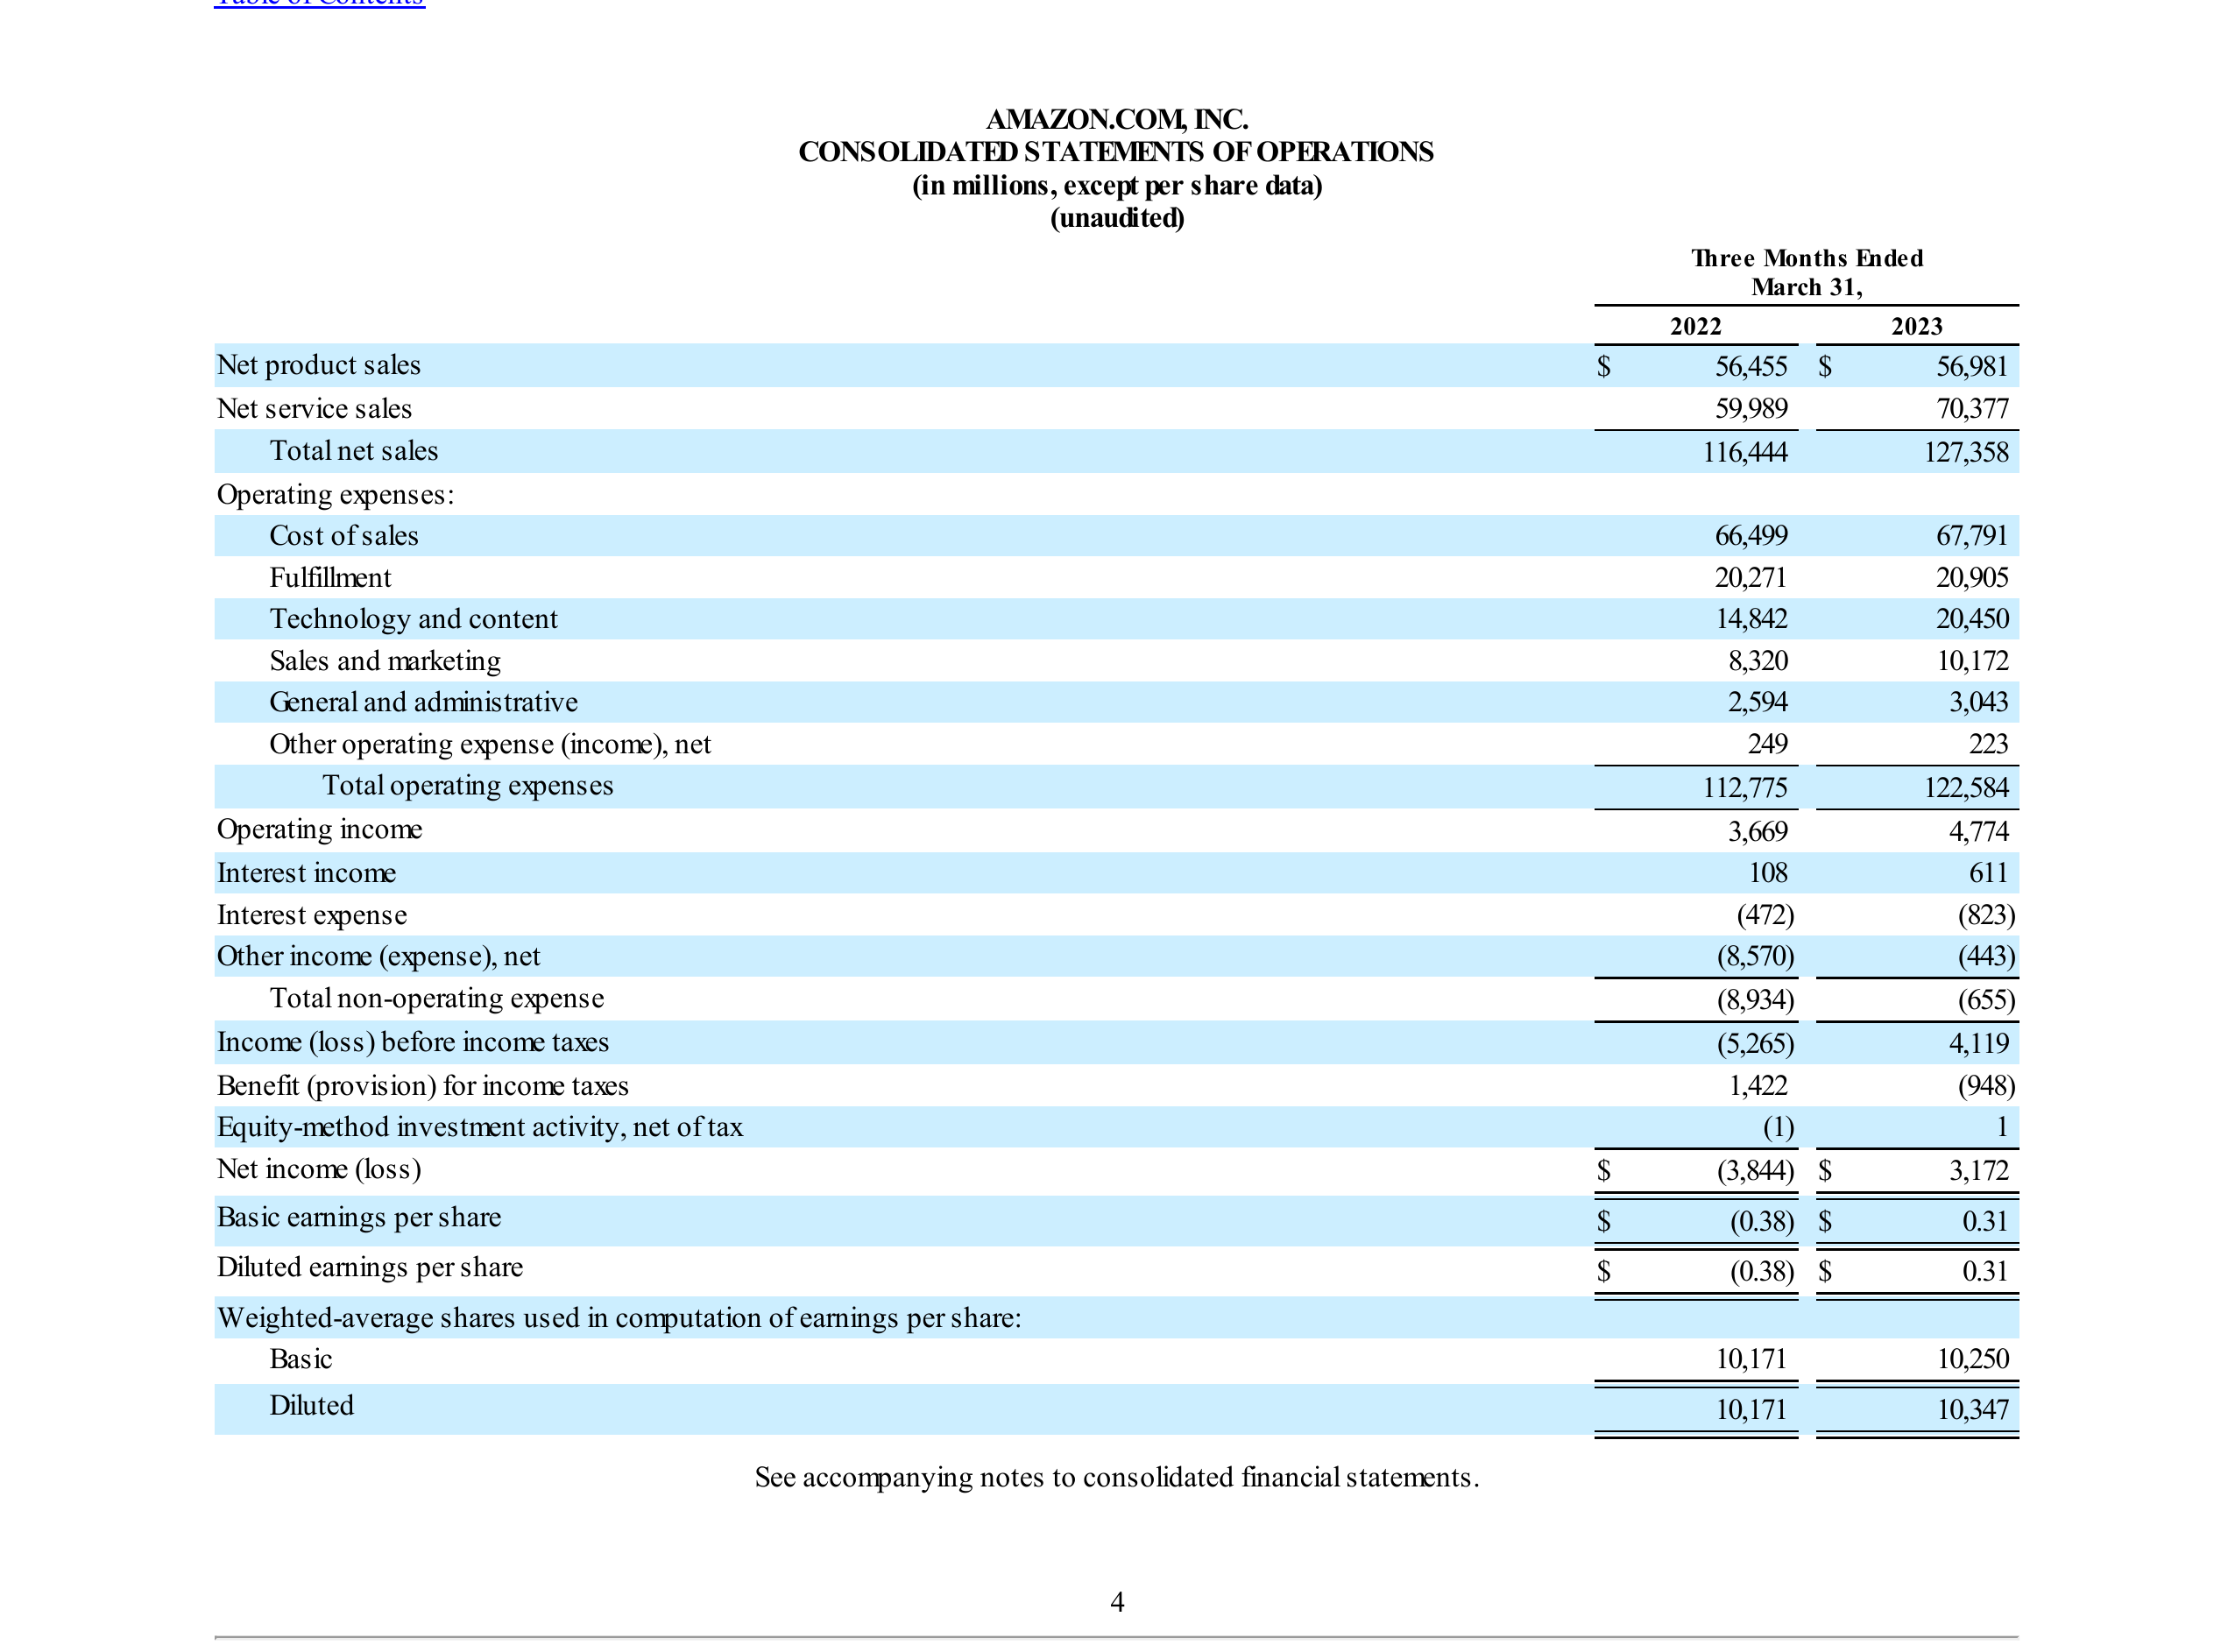 Table of Contents
AMAZON.COM, INC.
CONSOLIDATED STATEMENTS OF OPERATIONS
(in millions, except per share data)
(unaudited)
Three Months Ended
March 31,
2022 2023
Net product sales $ 56,455 $ 56,981
Net service sales 59,989 70,377
Total net sales 116,444 127,358
Operating expenses:
Cost of sales 66,499 67,791
Fulfillment 20,271 20,905
Technology and content 14,842 20,450
Sales and marketing 8,320 10,172
General and administrative 2,594 3,043
Other operating expense (income), net 249 223
Total operating expenses 112,775 122,584
Operating income 3,669 4,774
Interest income 108 611
Interest expense (472) (823)
Other income (expense), net (8,570) (443)
Total non-operating expense (8,934) (655)
Income (loss) before income taxes (5,265) 4,119
Benefit (provision) for income taxes 1,422 (948)
Equity-method investment activity, net of tax (1) 1
Net income (loss) $ (3,844) $ 3,172
Basic earnings per share $ (0.38) $ 0.31
Diluted earnings per share $ (0.38) $ 0.31
Weighted-average shares used in computation of earnings per share:
Basic 10,171 10,250
Diluted 10,171 10,347
See accompanying notes to consolidated financial statements.
4